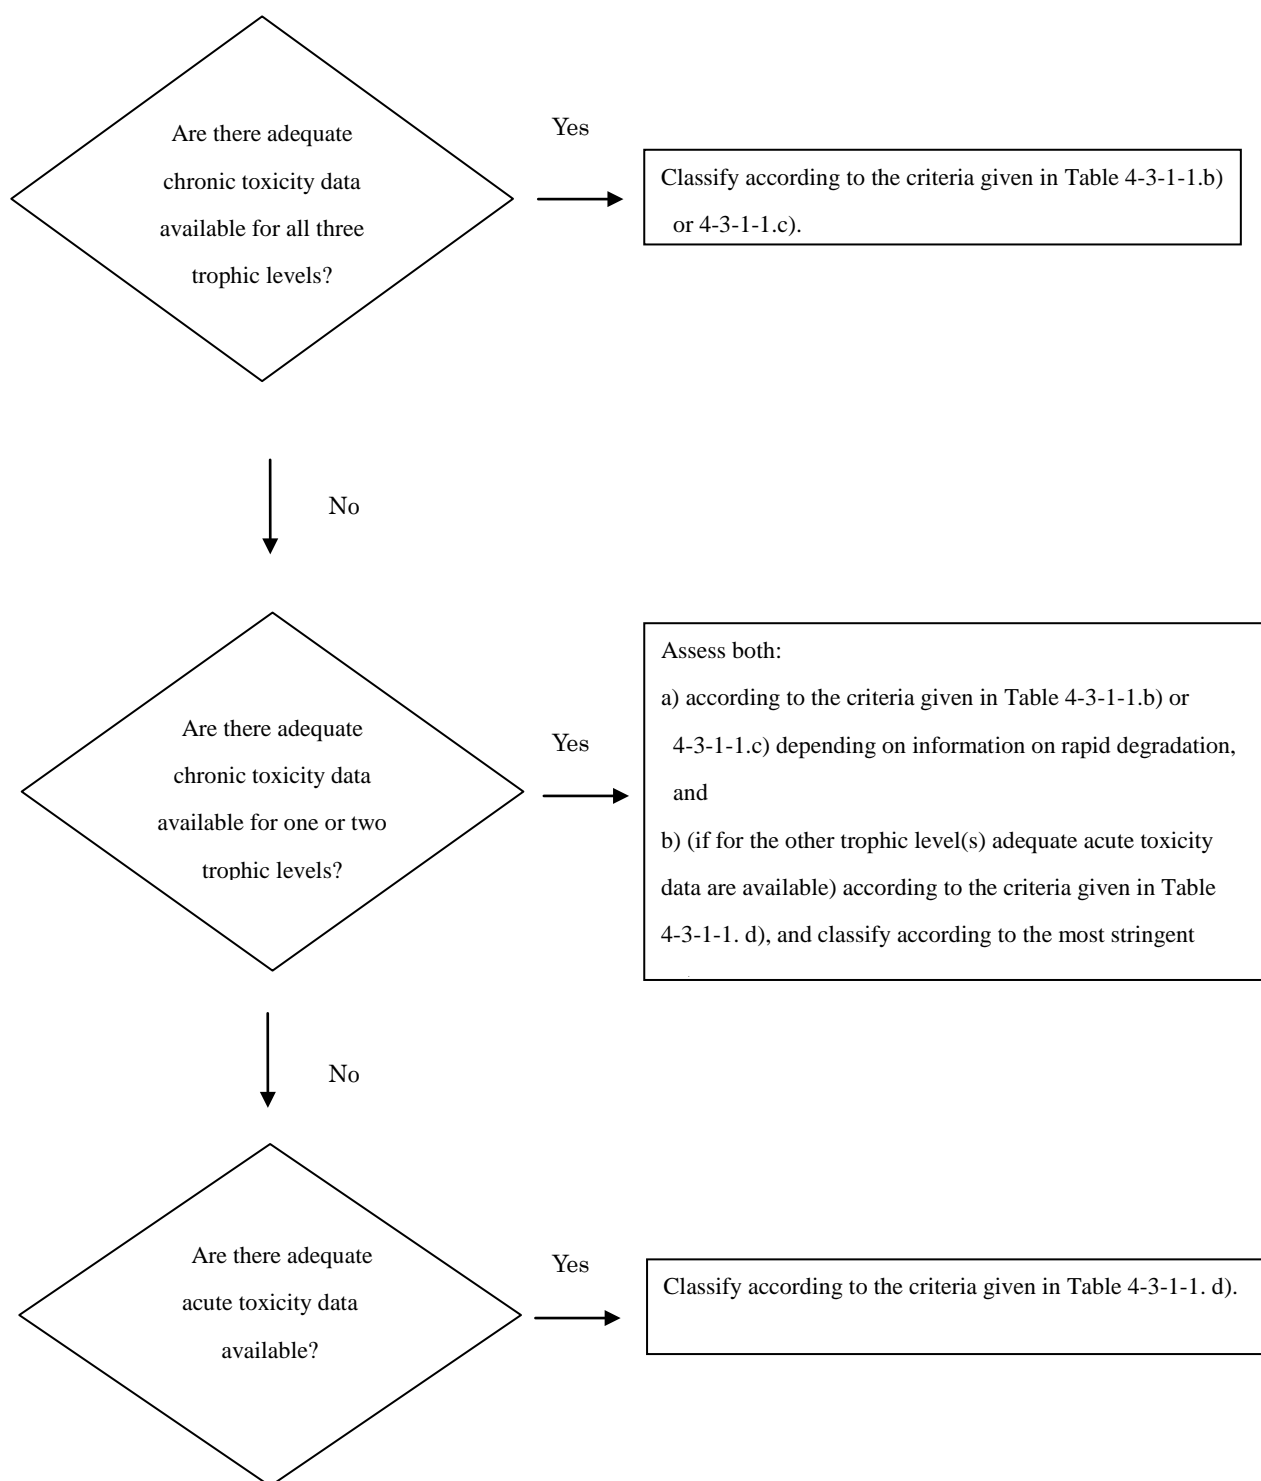 Are there adequate
chronic toxicity data
available for all three
trophic levels?
Yes
Classify according to the criteria given in Table 4-3-1-1.b)
or 4-3-1-1.c).
No
Are there adequate
chronic toxicity data
available for one or two
trophic levels?
Yes
Assess both:
a) according to the criteria given in Table 4-3-1-1.b) or
4-3-1-1.c) depending on information on rapid degradation,
and
b) (if for the other trophic level(s) adequate acute toxicity
data are available) according to the criteria given in Table
4-3-1-1. d), and classify according to the most stringent
No
Are there adequate
acute toxicity data
available?
Yes
Classify according to the criteria given in Table 4-3-1-1. d).